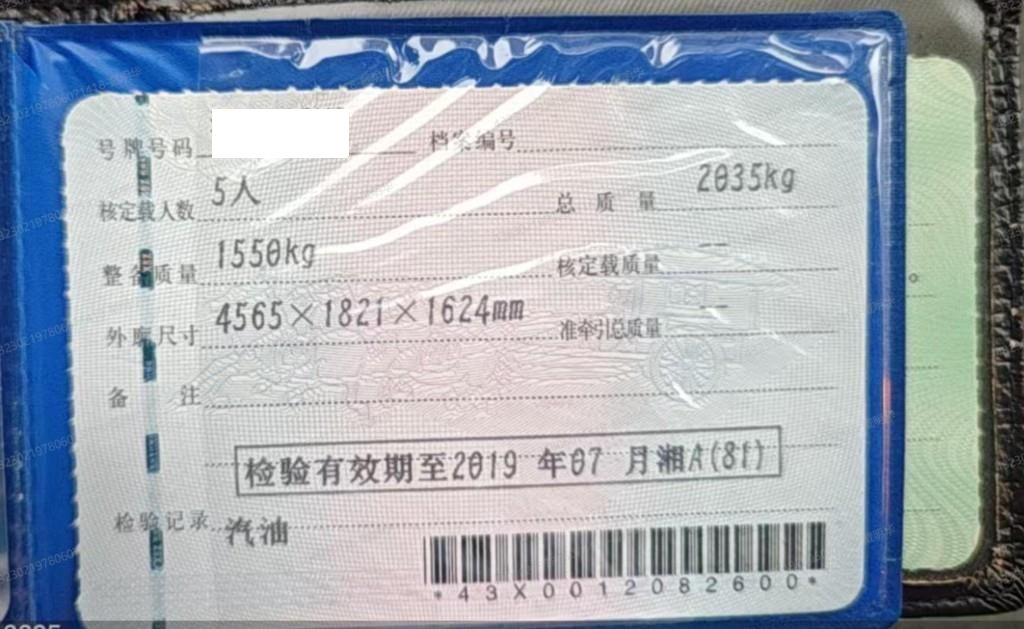 号牌号码 档案编号
核定载人数 5人 总质量 2035kg
整备质量 1550kg 核定载质量 --
外廓尺寸 4565×1821×1624mm 准牵引总质量 --
备注
检验有效期至2019 年07 月湘A(81)
检验记录 汽油
*43X0012082600*